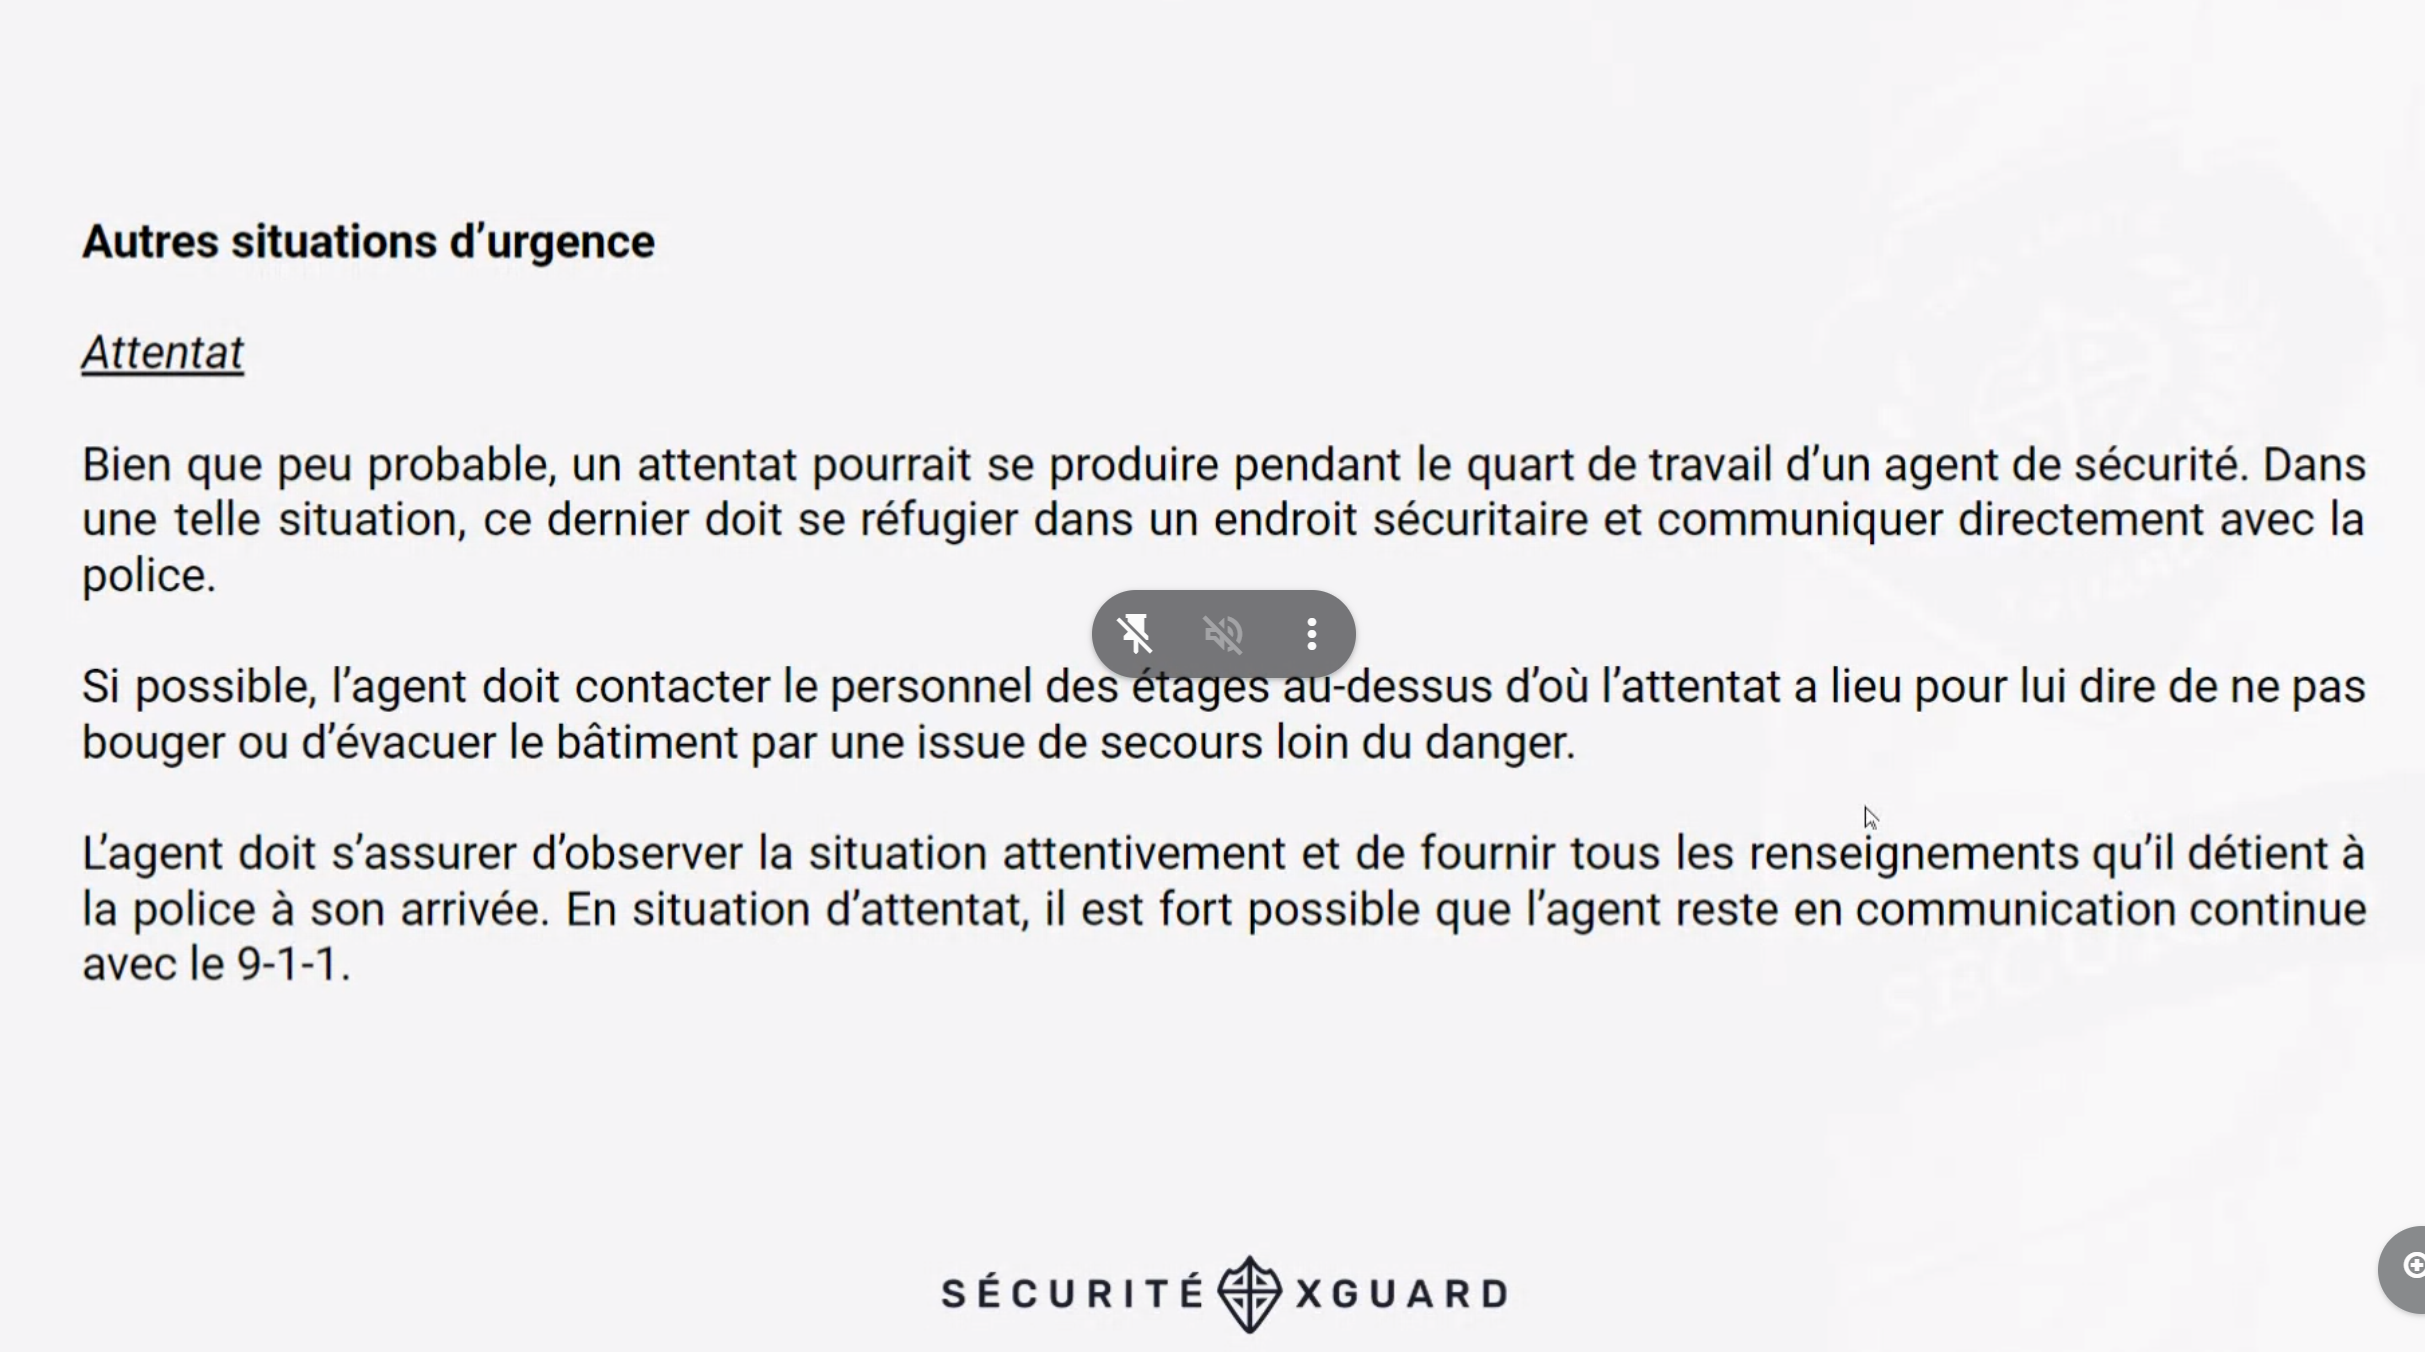 Autres situations d’urgence
Attentat
Bien que peu probable, un attentat pourrait se produire pendant le quart de travail d’un agent de sécurité. Dans
une telle situation, ce dernier doit se réfugier dans un endroit sécuritaire et communiquer directement avec la
police.
Si possible, l’agent doit contacter le personnel des étages au-dessus d’où l’attentat a lieu pour lui dire de ne pas
bouger ou d’évacuer le bâtiment par une issue de secours loin du danger.
L’agent doit s’assurer d’observer la situation attentivement et de fournir tous les renseignements qu’il détient à
la police à son arrivée. En situation d’attentat, il est fort possible que l’agent reste en communication continue
avec le 9-1-1.
SÉCURITÉ XGUARD